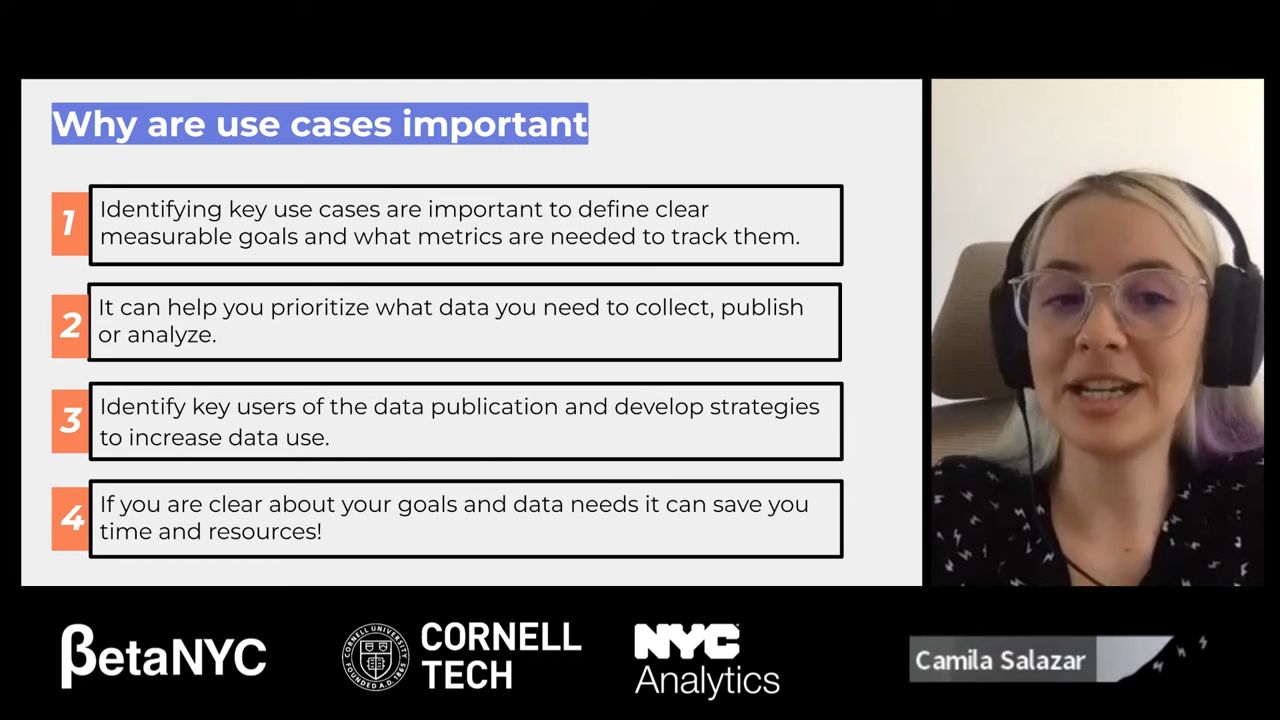 Why are use cases important
1
Identifying key use cases are important to define clear
measurable goals and what metrics are needed to track them.
2
It can help you prioritize what data you need to collect, publish
or analyze.
3
Identify key users of the data publication and develop strategies
to increase data use.
4
If you are clear about your goals and data needs it can save you
time and resources!
βetaNYC
CORNELL UNIVERSITY
FOUNDED A.D. 1865
CORNELL
TECH
NYC
Analytics
Camila Salazar